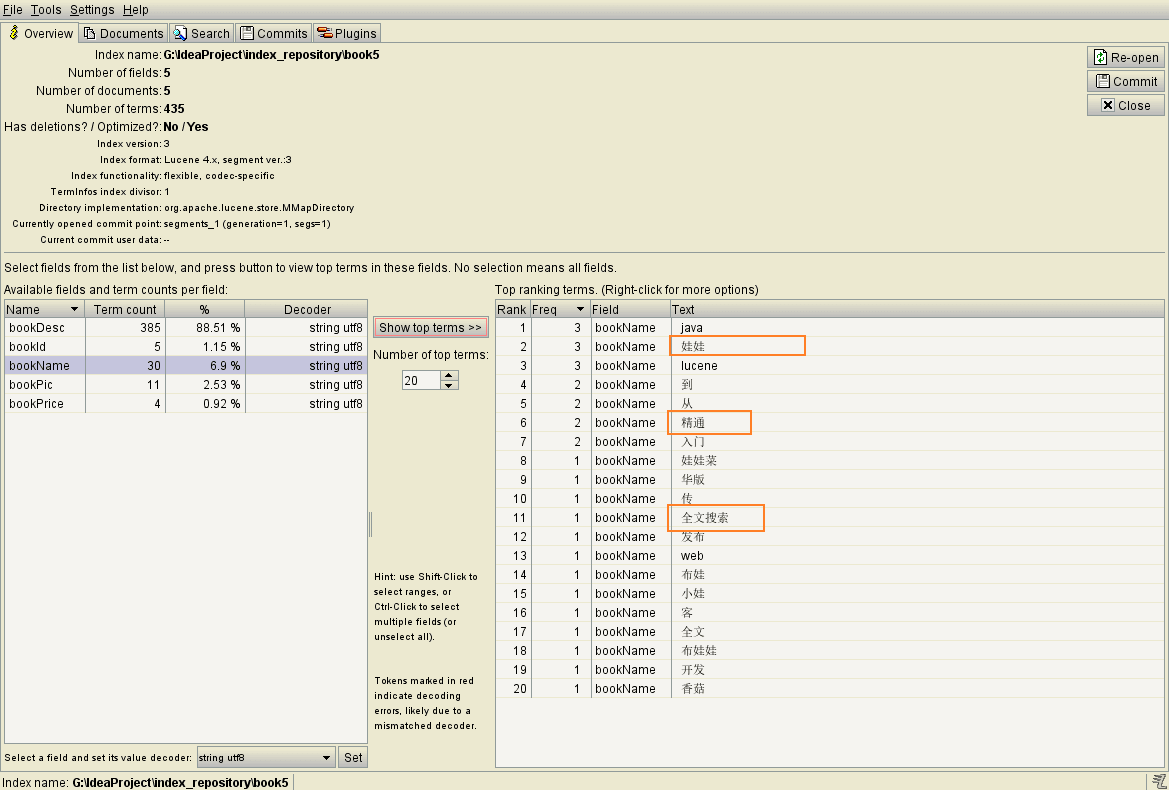 File Tools Settings Help
Overview Documents Search Commits Plugins
Index name: G:\IdeaProject\index_repository\book5
Number of fields: 5
Number of documents: 5
Number of terms: 435
Has deletions? / Optimized?: No / Yes
Index version: 3
Index format: Lucene 4.x, segment ver.:3
Index functionality: flexible, codec-specific
TermInfos index divisor: 1
Directory implementation: org.apache.lucene.store.MMapDirectory
Currently opened commit point: segments_1 (generation=1, segs=1)
Current commit user data: --
Re-open
Commit
Close
Select fields from the list below, and press button to view top terms in these fields. No selection means all fields.
Available fields and term counts per field:
Name Term count % Decoder
bookDesc 385 88.51 % string utf8
bookId 5 1.15 % string utf8
bookName 30 6.9 % string utf8
bookPic 11 2.53 % string utf8
bookPrice 4 0.92 % string utf8
Show top terms >>
Number of top terms:
20
Hint: use Shift-Click to
select ranges, or
Ctrl-Click to select
multiple fields (or
unselect all).
Tokens marked in red
indicate decoding
errors, likely due to a
mismatched decoder.
Top ranking terms. (Right-click for more options)
Rank Freq Field Text
1 3 bookName java
2 3 bookName 娃娃
3 3 bookName lucene
4 2 bookName 到
5 2 bookName 从
6 2 bookName 精通
7 2 bookName 入门
8 1 bookName 娃娃菜
9 1 bookName 华版
10 1 bookName 传
11 1 bookName 全文搜索
12 1 bookName 发布
13 1 bookName web
14 1 bookName 布娃
15 1 bookName 小娃
16 1 bookName 客
17 1 bookName 全文
18 1 bookName 布娃娃
19 1 bookName 开发
20 1 bookName 香菇
Select a field and set its value decoder: string utf8 Set
Index name: G:\IdeaProject\index_repository\book5